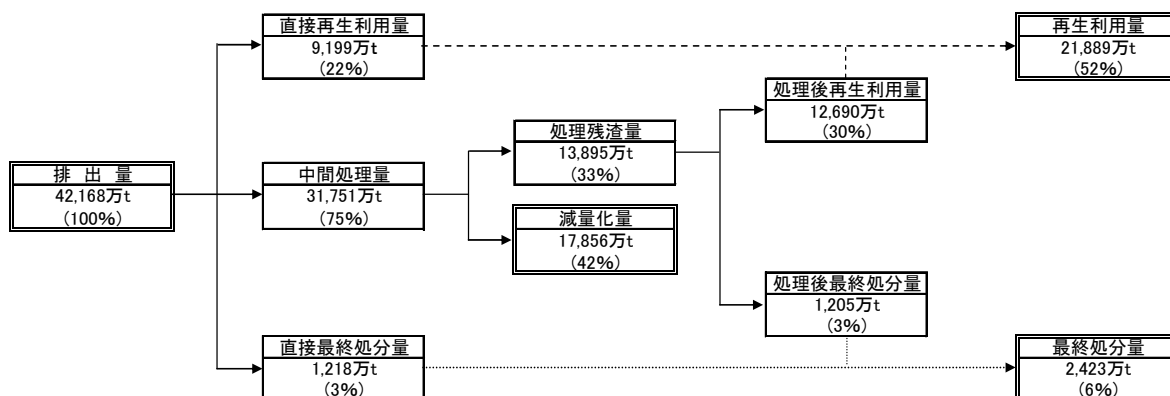 直接再生利用量
9,199万t
(22%)
再生利用量
21,889万t
(52%)
処理後再生利用量
12,690万t
(30%)
処理残渣量
13,895万t
(33%)
排 出 量
42,168万t
(100%)
中間処理量
31,751万t
(75%)
減量化量
17,856万t
(42%)
処理後最終処分量
1,205万t
(3%)
直接最終処分量
1,218万t
(3%)
最終処分量
2,423万t
(6%)